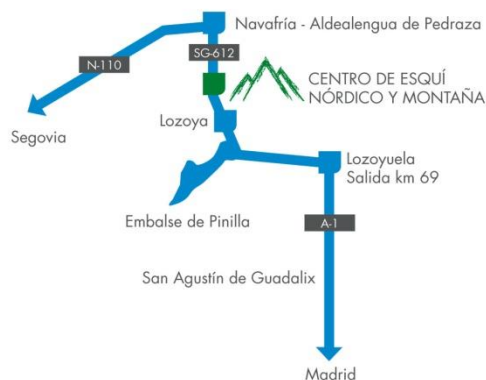 Navafría - Aldealengua de Pedraza
SG-612
N-110
CENTRO DE ESQUÍ
NÓRDICO Y MONTAÑA
Lozoya
Segovia
Lozoyuela
Salida km 69
Embalse de Pinilla
A-1
San Agustín de Guadalix
Madrid